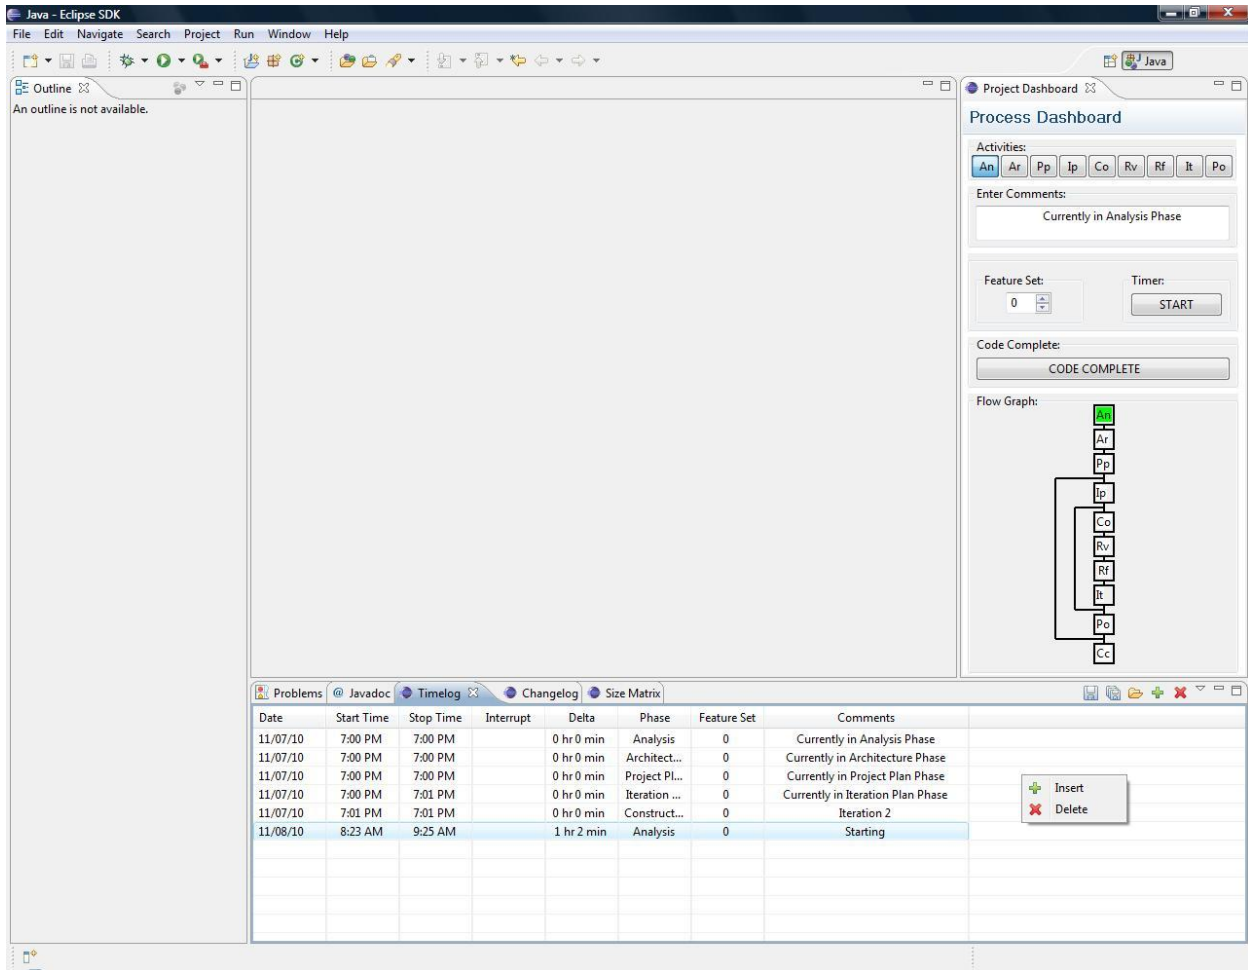 Java - Eclipse SDK
File Edit Navigate Search Project Run Window Help
Java
Outline
An outline is not available.
Project Dashboard
Process Dashboard
Activities:
An Ar Pp Ip Co Rv Rf It Po
Enter Comments:
Currently in Analysis Phase
Feature Set: Timer:
0 START
Code Complete:
CODE COMPLETE
Flow Graph:
An
Ar
Pp
Ip
Co
Rv
Rf
It
Po
Cc
Problems @ Javadoc Timelog Changelog Size Matrix
Date Start Time Stop Time Interrupt Delta Phase Feature Set Comments
11/07/10 7:00 PM 7:00 PM 0 hr 0 min Analysis 0 Currently in Analysis Phase
11/07/10 7:00 PM 7:00 PM 0 hr 0 min Architect... 0 Currently in Architecture Phase
11/07/10 7:00 PM 7:00 PM 0 hr 0 min Project Pl... 0 Currently in Project Plan Phase
11/07/10 7:00 PM 7:01 PM 0 hr 0 min Iteration ... 0 Currently in Iteration Plan Phase
11/07/10 7:01 PM 7:01 PM 0 hr 0 min Construct... 0 Iteration 2
11/08/10 8:23 AM 9:25 AM 1 hr 2 min Analysis 0 Starting
Insert
Delete